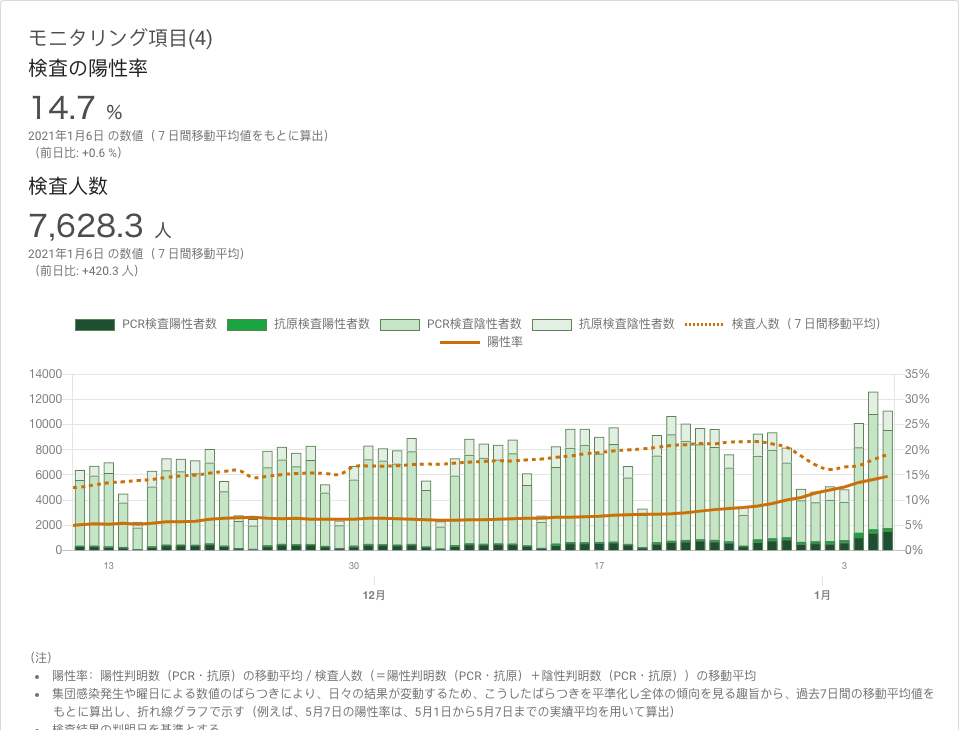 モニタリング項目(4)
検査の陽性率
14.7 %
2021年1月6日 の数値（７日間移動平均値をもとに算出）
（前日比: +0.6 %）
検査人数
7,628.3 人
2021年1月6日 の数値（７日間移動平均）
（前日比: +420.3 人）
PCR検査陽性者数 抗原検査陽性者数 PCR検査陰性者数 抗原検査陰性者数 検査人数（７日間移動平均）
陽性率
14000 35%
12000 30%
10000 25%
8000 20%
6000 15%
4000 10%
2000 5%
0 0%
13 30 17 3
12月 1月
（注）
• 陽性率：陽性判明数（PCR・抗原）の移動平均 / 検査人数（＝陽性判明数（PCR・抗原）＋陰性判明数（PCR・抗原））の移動平均
• 集団感染発生や曜日による数値のばらつきにより、日々の結果が変動するため、こうしたばらつきを平準化し全体の傾向を見る趣旨から、過去7日間の移動平均値を
もとに算出し、折れ線グラフで示す（例えば、5月7日の陽性率は、5月1日から5月7日までの実績平均を用いて算出）
• 検査結果の判明日を基準とする